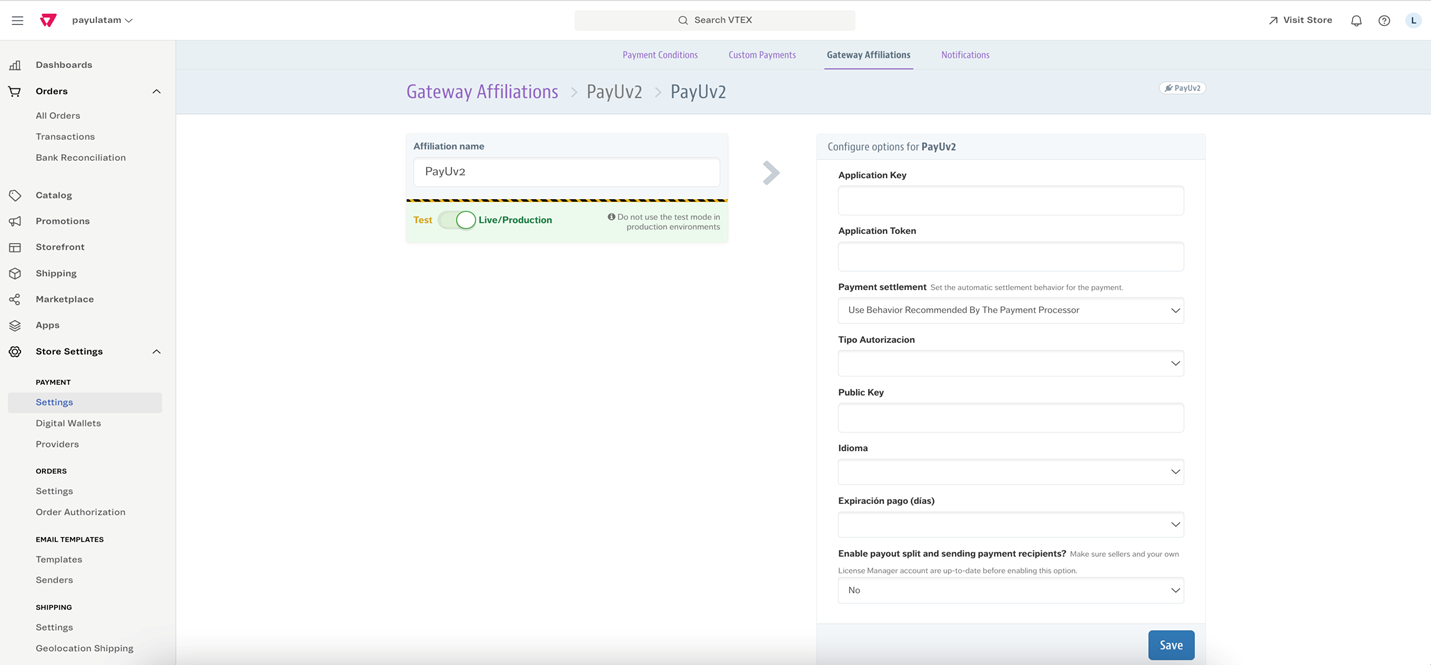 payulatam
Search VTEX
Visit Store
L
Dashboards
Orders
All Orders
Transactions
Bank Reconciliation
Catalog
Promotions
Storefront
Shipping
Marketplace
Apps
Store Settings
PAYMENT
Settings
Digital Wallets
Providers
ORDERS
Settings
Order Authorization
EMAIL TEMPLATES
Templates
Senders
SHIPPING
Settings
Geolocation Shipping
Payment Conditions
Custom Payments
Gateway Affiliations
Notifications
Gateway Affiliations > PayUv2 > PayUv2
PayUv2
Affiliation name
PayUv2
Test
Live/Production
Do not use the test mode in
production environments
Configure options for PayUv2
Application Key
Application Token
Payment settlement Set the automatic settlement behavior for the payment.
Use Behavior Recommended By The Payment Processor
Tipo Autorizacion
Public Key
Idioma
Expiración pago (días)
Enable payout split and sending payment recipients? Make sure sellers and your own
License Manager account are up-to-date before enabling this option.
No
Save